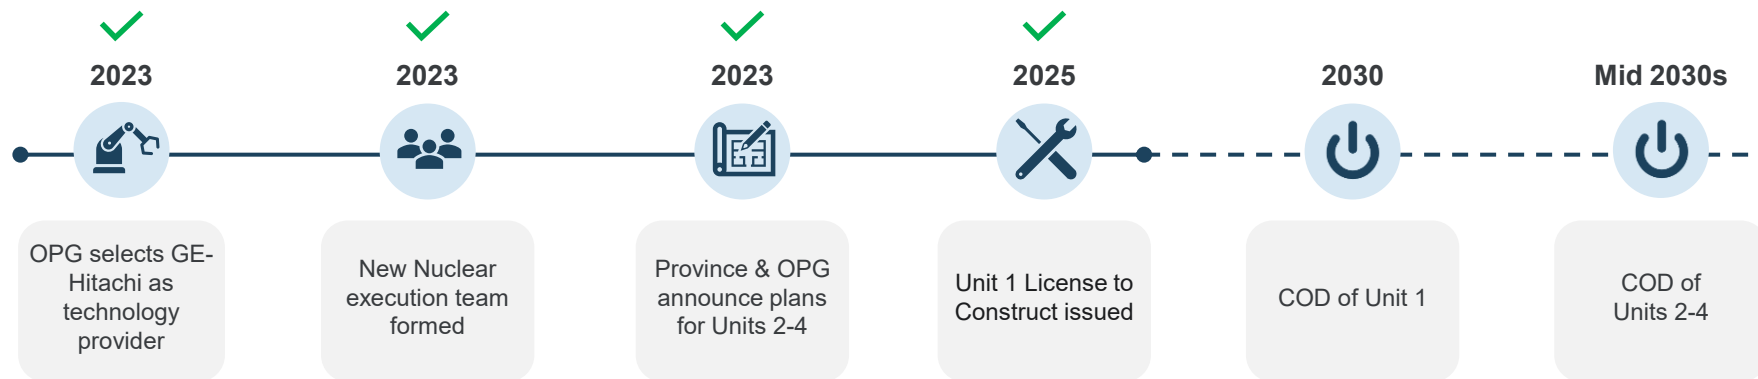 2023
2023
2023
2025
2030
Mid 2030s
OPG selects GE-
Hitachi as
technology
provider
New Nuclear
execution team
formed
Province & OPG
announce plans
for Units 2-4
Unit 1 License to
Construct issued
COD of Unit 1
COD of
Units 2-4